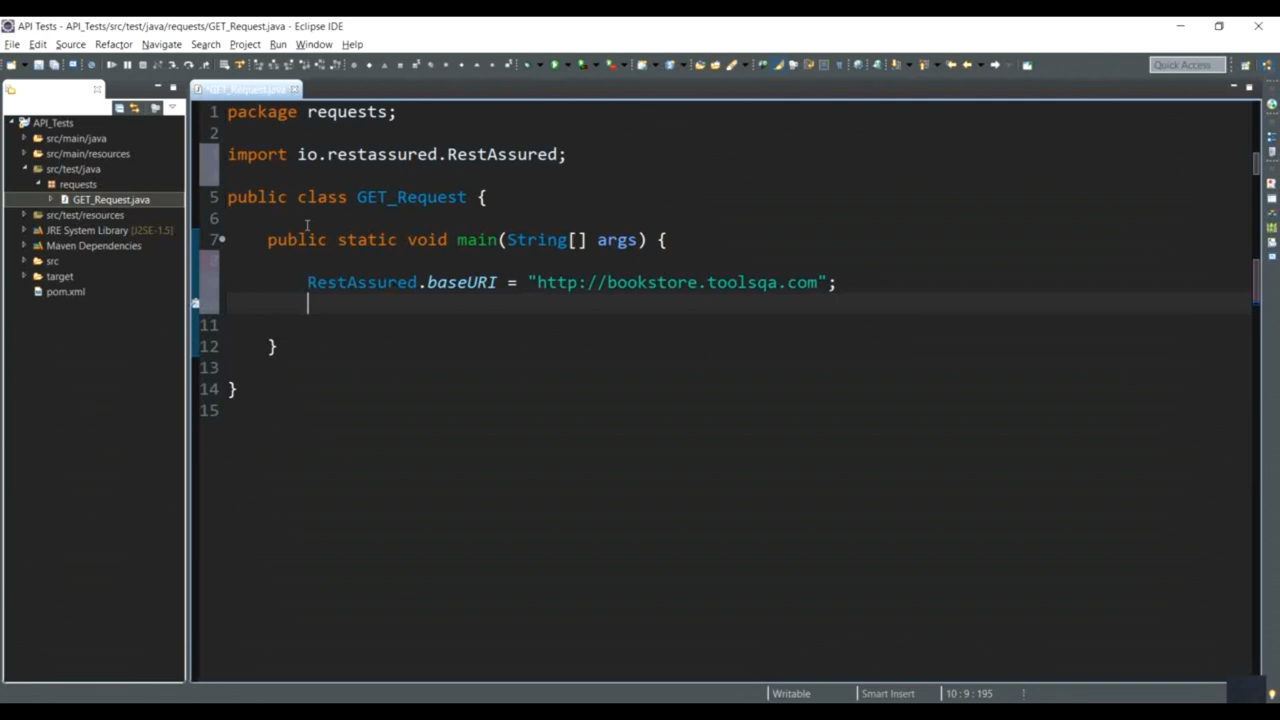 API Tests - API_Tests/src/test/java/requests/GET_Request.java - Eclipse IDE
File Edit Source Refactor Navigate Search Project Run Window Help
Quick Access
*GET_Request.java
API_Tests
src/main/java
src/main/resources
src/test/java
requests
GET_Request.java
src/test/resources
JRE System Library [J2SE-1.5]
Maven Dependencies
src
target
pom.xml
1 package requests;
2
import io.restassured.RestAssured;
5 public class GET_Request {
6
7 public static void main(String[] args) {
8
RestAssured.baseURI = "http://bookstore.toolsqa.com";
11
12 }
13
14 }
15
Writable Smart Insert 10 : 9 : 195